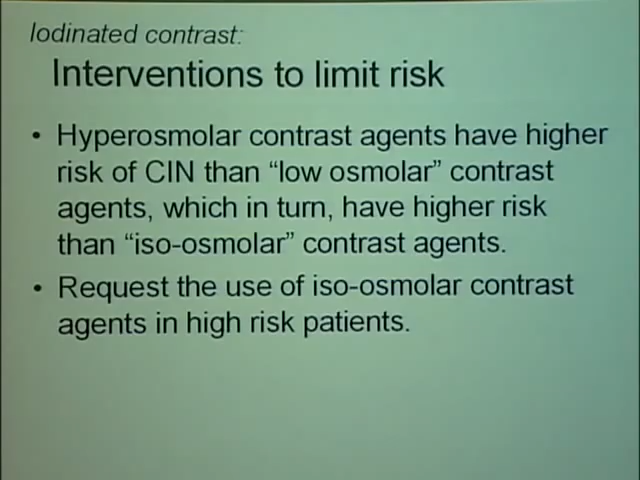 Iodinated contrast:
Interventions to limit risk
• Hyperosmolar contrast agents have higher
risk of CIN than “low osmolar” contrast
agents, which in turn, have higher risk
than “iso-osmolar” contrast agents.
• Request the use of iso-osmolar contrast
agents in high risk patients.